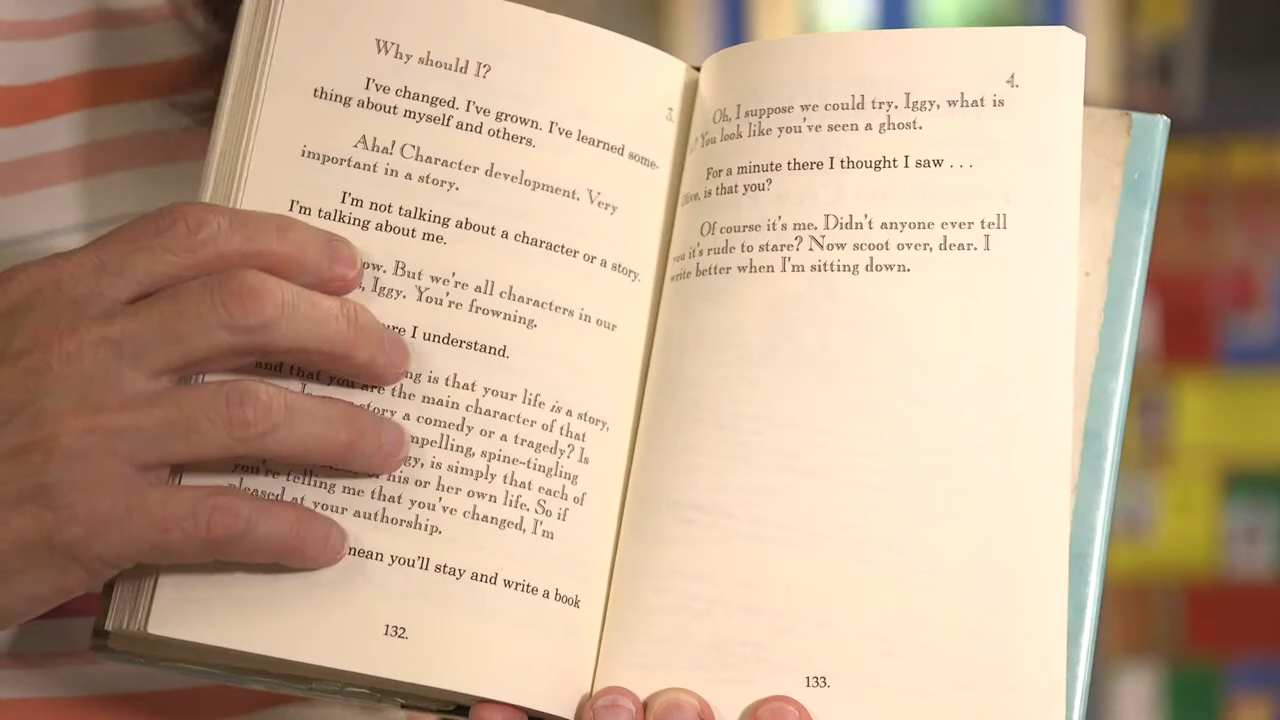 Why should I?
I've changed. I've grown. I've learned some-
thing about myself and others.
Aha! Character development. Very
important in a story.
I'm not talking about a character or a story.
I'm talking about me.
But we're all characters in our
Iggy. You're frowning.
I understand.
is that your life is a story,
and that you are the main character of that
story a comedy or a tragedy? Is
spine-tingling
is simply that each of
his or her own life. So if
you're telling me that you've changed, I'm
pleased at your authorship.
mean you'll stay and write a book
132.
3.
4.
Oh, I suppose we could try. Iggy, what is
! You look like you've seen a ghost.
For a minute there I thought I saw . . .
Olive, is that you?
Of course it's me. Didn't anyone ever tell
you it's rude to stare? Now scoot over, dear. I
write better when I'm sitting down.
133.